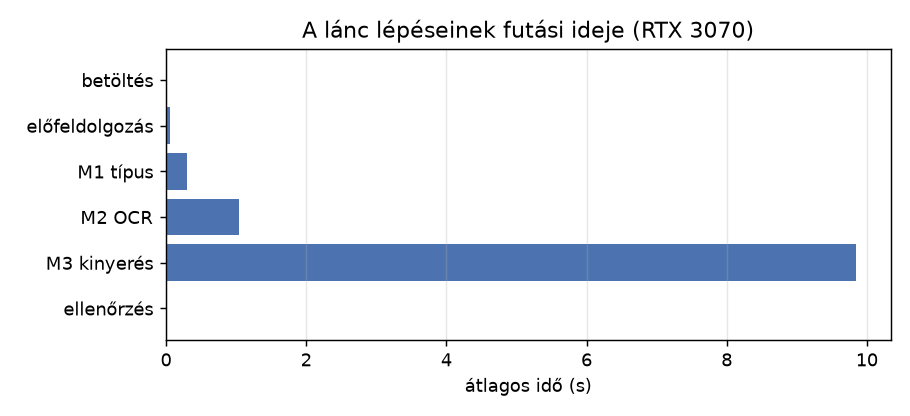 A lánc lépéseinek futási ideje (RTX 3070)
betöltés
előfeldolgozás
M1 típus
M2 OCR
M3 kinyerés
ellenőrzés
0 2 4 6 8 10
átlagos idő (s)